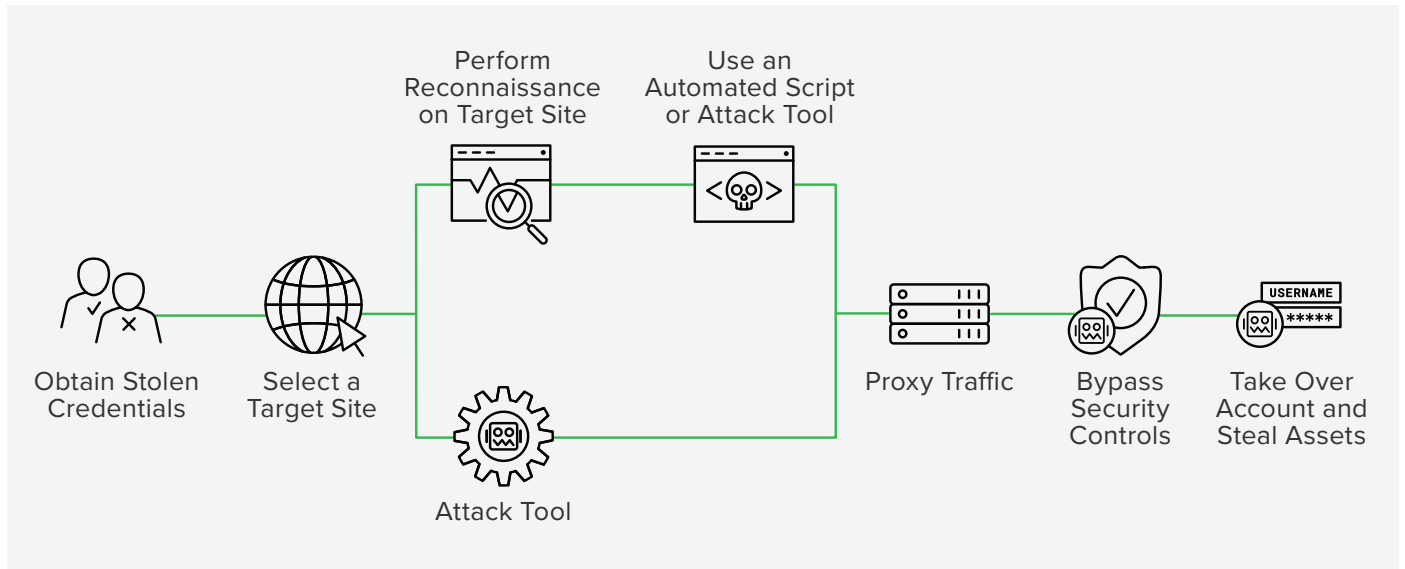 Perform
Reconnaissance
on Target Site
Use an
Automated Script
or Attack Tool
Obtain Stolen
Credentials
Select a
Target Site
Attack Tool
Proxy Traffic
Bypass
Security
Controls
USERNAME
*****
Take Over
Account and
Steal Assets